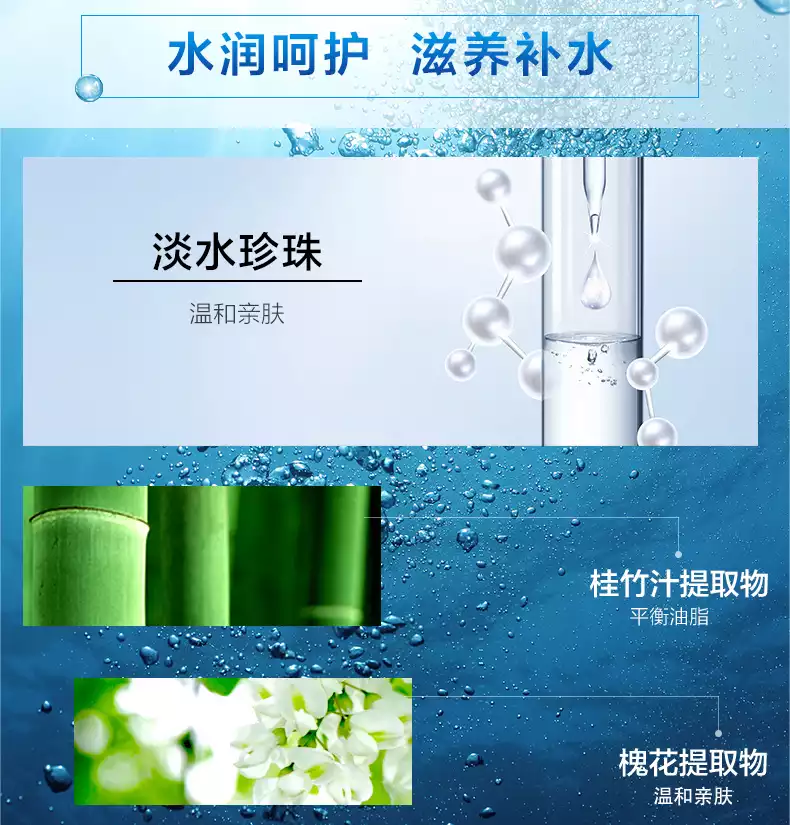 水润呵护 滋养补水
淡水珍珠
温和亲肤
桂竹汁提取物
平衡油脂
槐花提取物
温和亲肤